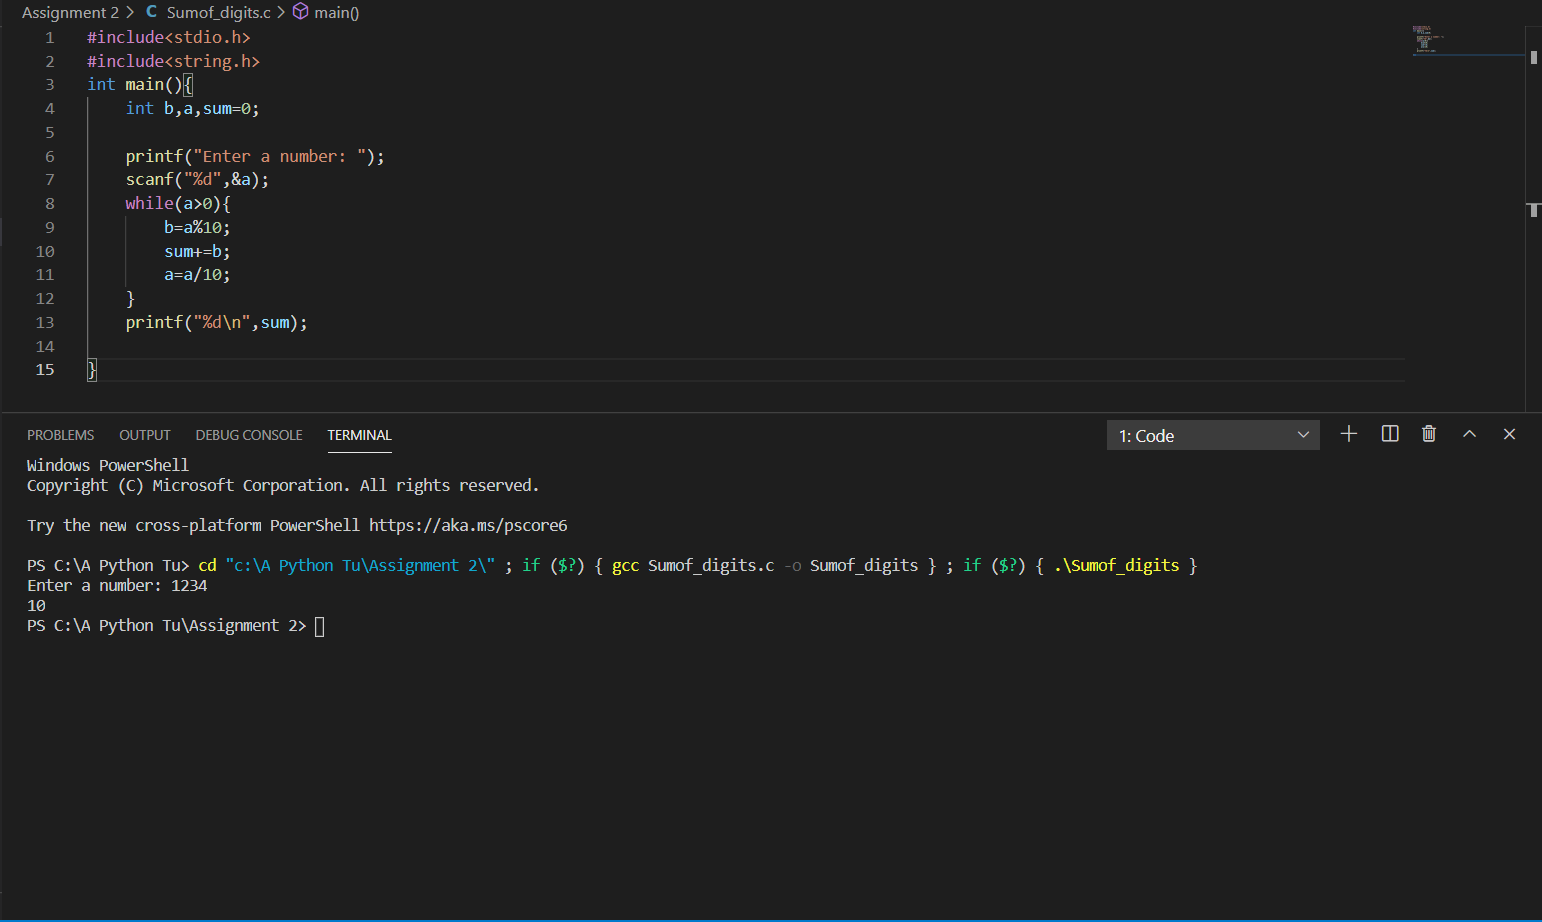 Assignment 2 > C Sumof_digits.c > main()
1 #include<stdio.h>
2 #include<string.h>
3 int main(){
4     int b,a,sum=0;
5
6     printf("Enter a number: ");
7     scanf("%d",&a);
8     while(a>0){
9         b=a%10;
10         sum+=b;
11         a=a/10;
12     }
13     printf("%d\n",sum);
14
15 }
PROBLEMS OUTPUT DEBUG CONSOLE TERMINAL 1: Code
Windows PowerShell
Copyright (C) Microsoft Corporation. All rights reserved.
Try the new cross-platform PowerShell https://aka.ms/pscore6
PS C:\A Python Tu> cd "c:\A Python Tu\Assignment 2\" ; if ($?) { gcc Sumof_digits.c -o Sumof_digits } ; if ($?) { .\Sumof_digits }
Enter a number: 1234
10
PS C:\A Python Tu\Assignment 2>